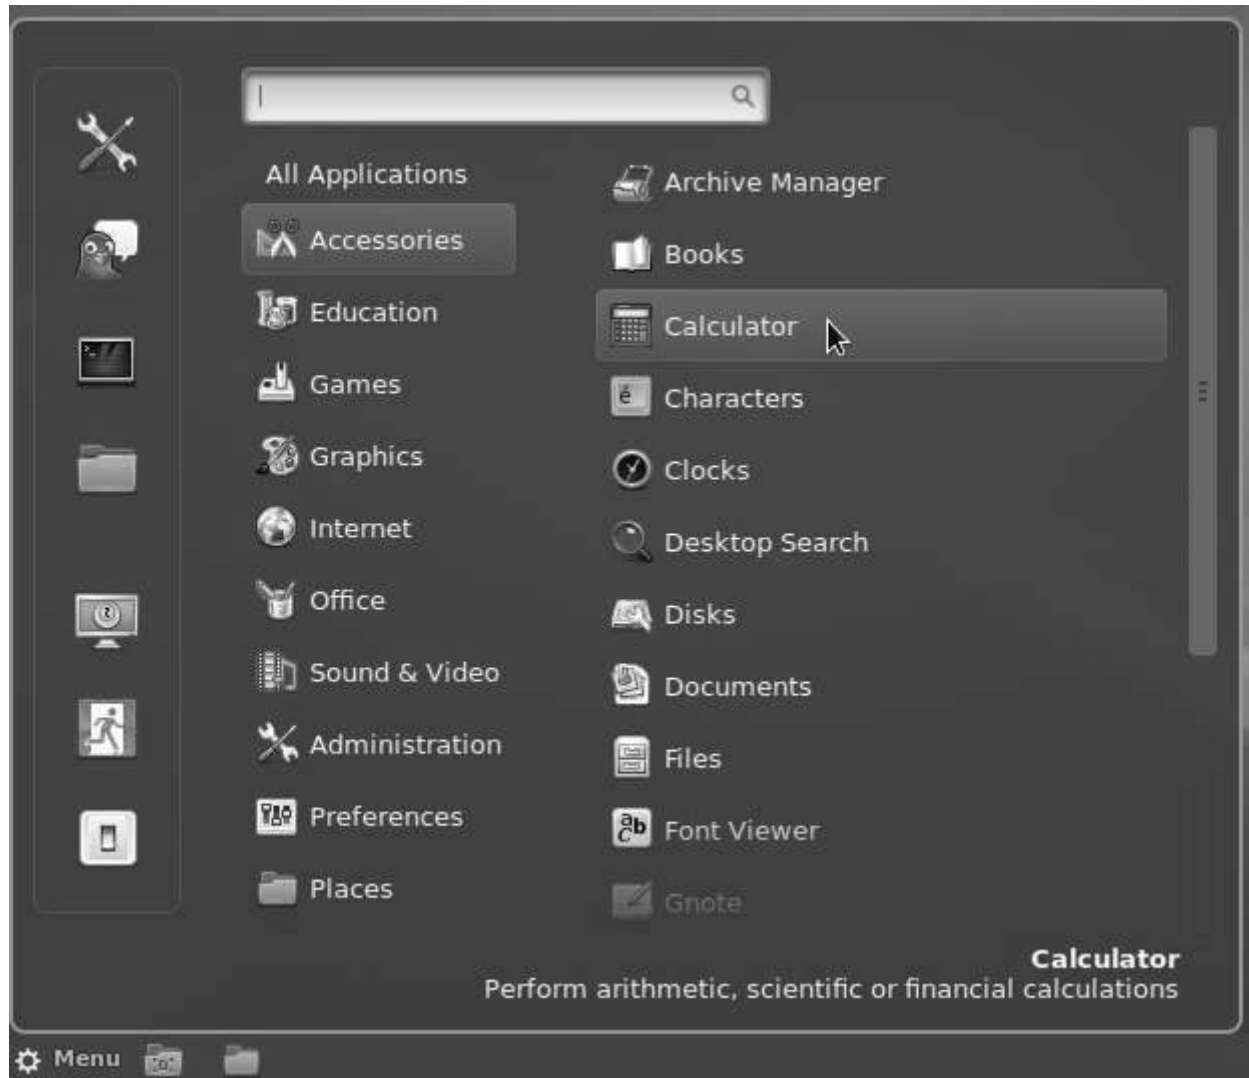 All Applications
Accessories
Education
Games
Graphics
Internet
Office
Sound & Video
Administration
Preferences
Places
Archive Manager
Books
Calculator
Characters
Clocks
Desktop Search
Disks
Documents
Files
Font Viewer
Gnote
Calculator
Perform arithmetic, scientific or financial calculations
Menu